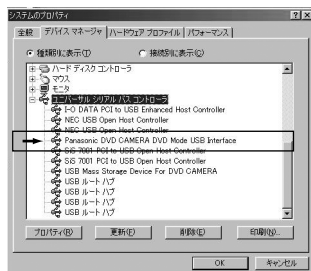 システムのプロパティ
全般 デバイス マネージャ ハードウェア プロファイル パフォーマンス
種類別に表示(T) 接続別に表示(C)
ハード ディスク コントローラ
マウス
モニタ
ユニバーサル シリアル バス コントローラ
I-O DATA PCI to USB Enhanced Host Controller
NEC USB Open Host Controller
NEC USB Open Host Controller
Panasonic DVD CAMERA DVD Mode USB Interface
SiS 7001 PCI to USB Open Host Controller
SiS 7001 PCI to USB Open Host Controller
USB Mass Storage Device For DVD CAMERA
USB ルート ハブ
USB ルート ハブ
USB ルート ハブ
USB ルート ハブ
プロパティ(R) 更新(F) 削除(E) 印刷(N)...
OK キャンセル